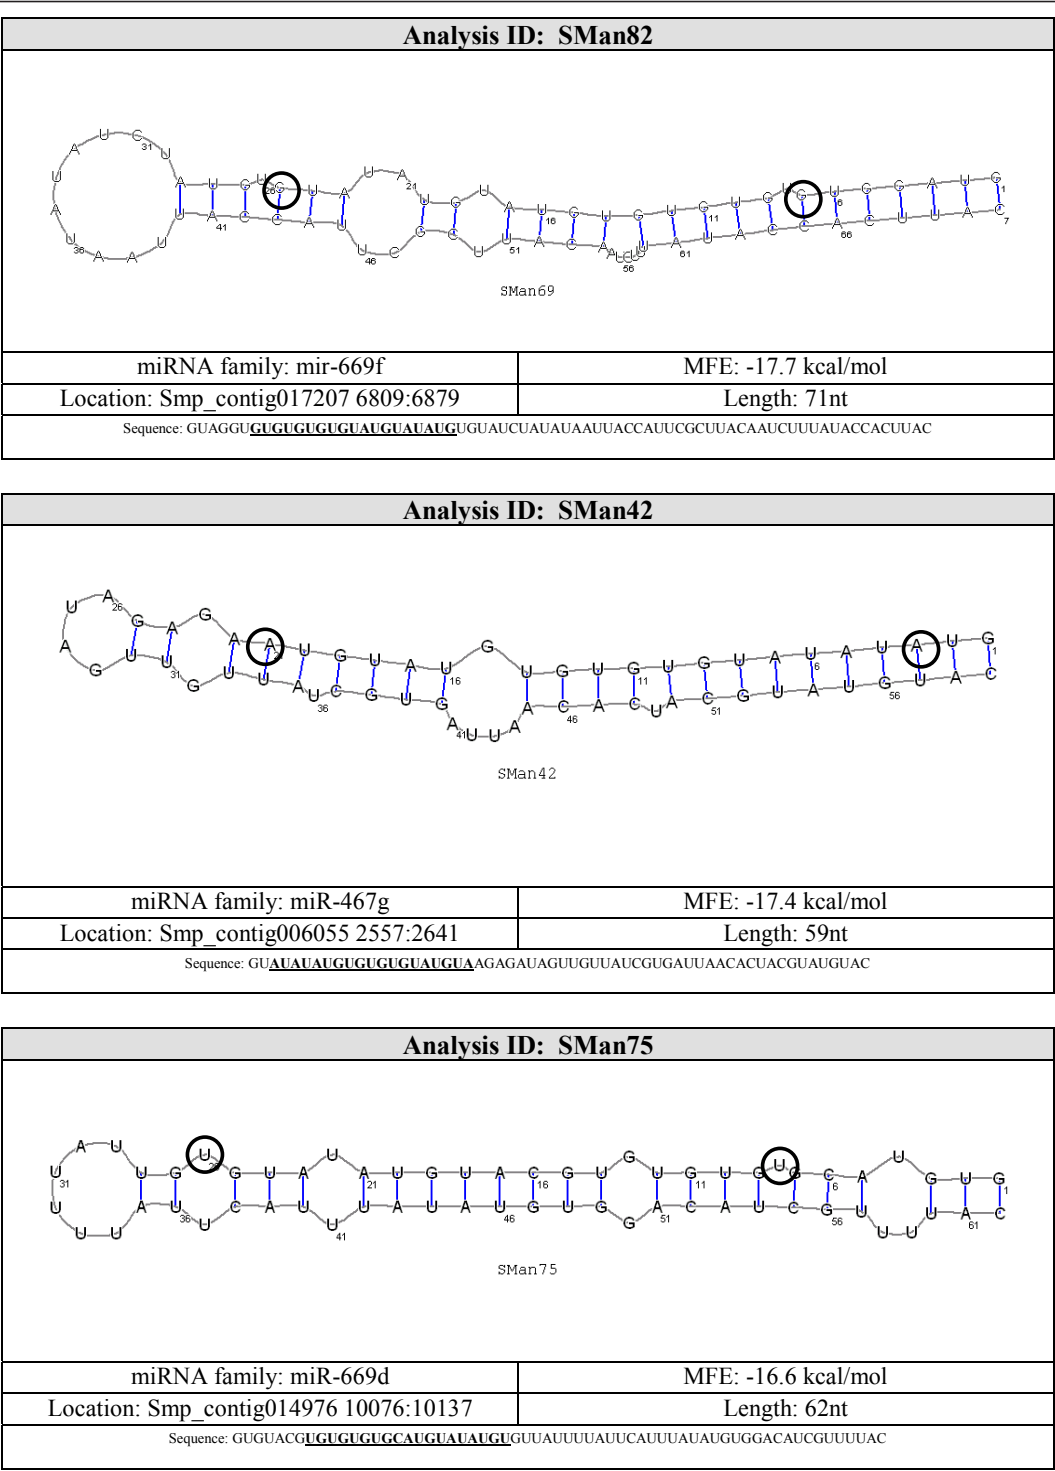 Analysis ID: SMan82
SMan69
miRNA family: mir-669f
MFE: -17.7 kcal/mol
Location: Smp_contig017207 6809:6879
Length: 71nt
Sequence: GUAGGUGUGUGUGUGUAUGUAUAUGUGUAUCUAUAUAAUUACCAUUCGCUUACAAUCUUUAUACCACUUAC
Analysis ID: SMan42
SMan42
miRNA family: miR-467g
MFE: -17.4 kcal/mol
Location: Smp_contig006055 2557:2641
Length: 59nt
Sequence: GUAUAUAUGUGUGUGUAUGUAAGAGAUAGUUGUUAUCGUGAUUAACACUACGUAUGUAC
Analysis ID: SMan75
SMan75
miRNA family: miR-669d
MFE: -16.6 kcal/mol
Location: Smp_contig014976 10076:10137
Length: 62nt
Sequence: GUGUACGUGUGUGUGCAUGUAUAUGUGUUAUUUUAUUCAUUUAUAUGUGGACAUCGUUUUAC